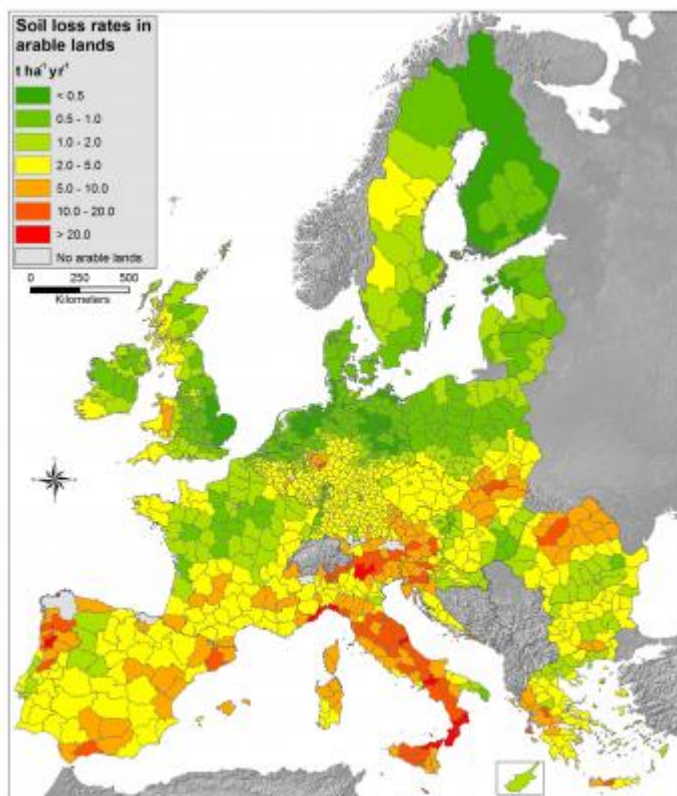 Soil loss rates in
arable lands
t ha⁻¹ yr⁻¹
< 0.5
0.5 - 1.0
1.0 - 2.0
2.0 - 5.0
5.0 - 10.0
10.0 - 20.0
> 20.0
No arable lands
0 250 500
Kilometers